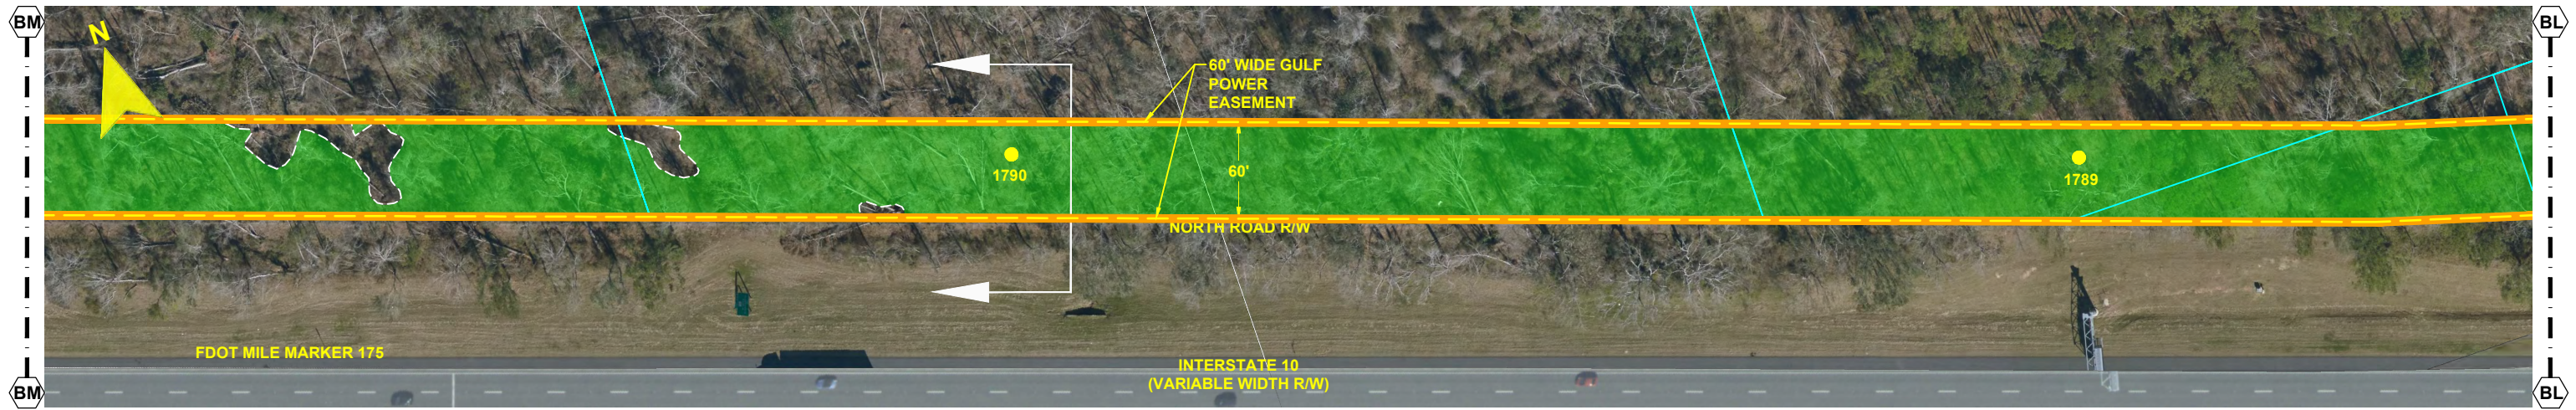 BM
BL
N
60' WIDE GULF
POWER
EASEMENT
1790
60'
1789
NORTH ROAD R/W
FDOT MILE MARKER 175
INTERSTATE 10
(VARIABLE WIDTH R/W)
BM
BL